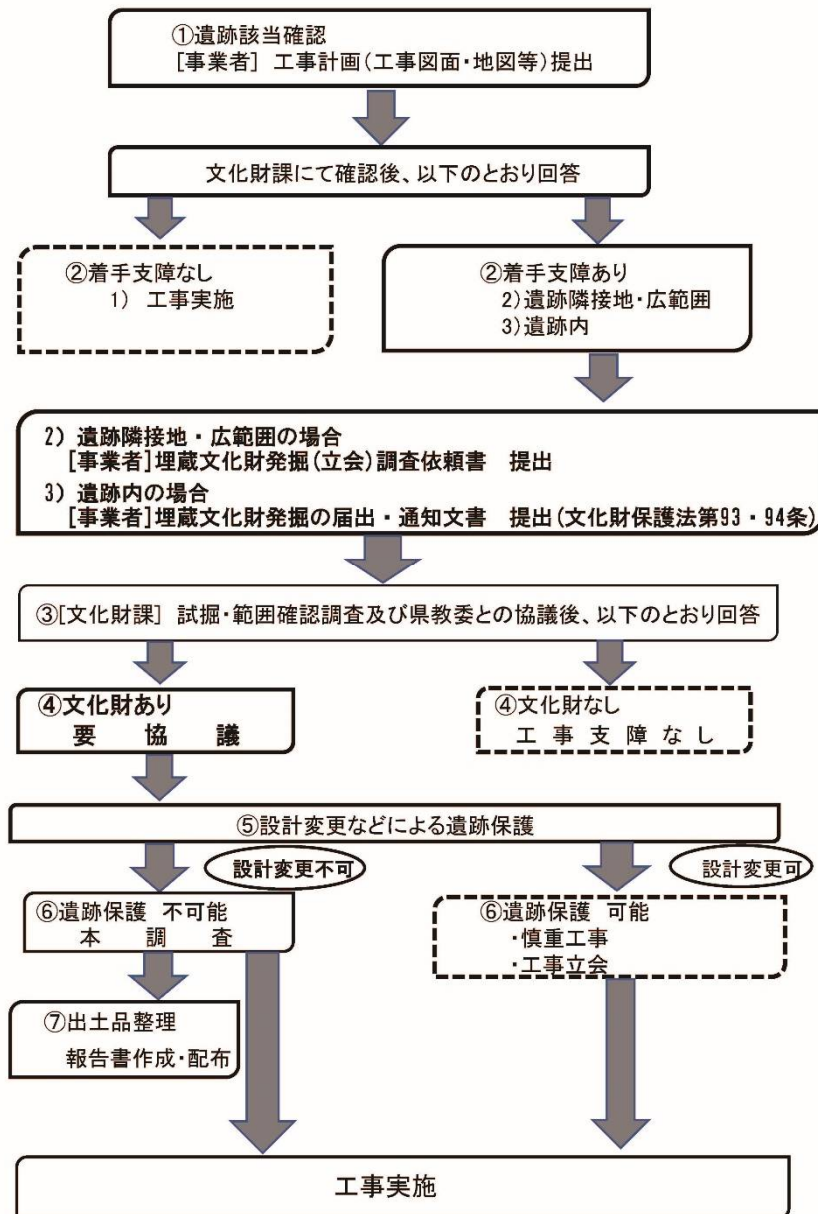 ①遺跡該当確認
[事業者] 工事計画(工事図面・地図等)提出
文化財課にて確認後、以下のとおり回答
②着手支障なし
1) 工事実施
②着手支障あり
2)遺跡隣接地・広範囲
3)遺跡内
2) 遺跡隣接地・広範囲の場合
[事業者]埋蔵文化財発掘(立会)調査依頼書 提出
3) 遺跡内の場合
[事業者]埋蔵文化財発掘の届出・通知文書 提出(文化財保護法第93・94条)
③[文化財課] 試掘・範囲確認調査及び県教委との協議後、以下のとおり回答
④文化財あり
要 協 議
④文化財なし
工 事 支 障 な し
⑤設計変更などによる遺跡保護
設計変更不可
設計変更可
⑥遺跡保護 不可能
本 調 査
⑥遺跡保護 可能
・慎重工事
・工事立会
⑦出土品整理
報告書作成・配布
工事実施